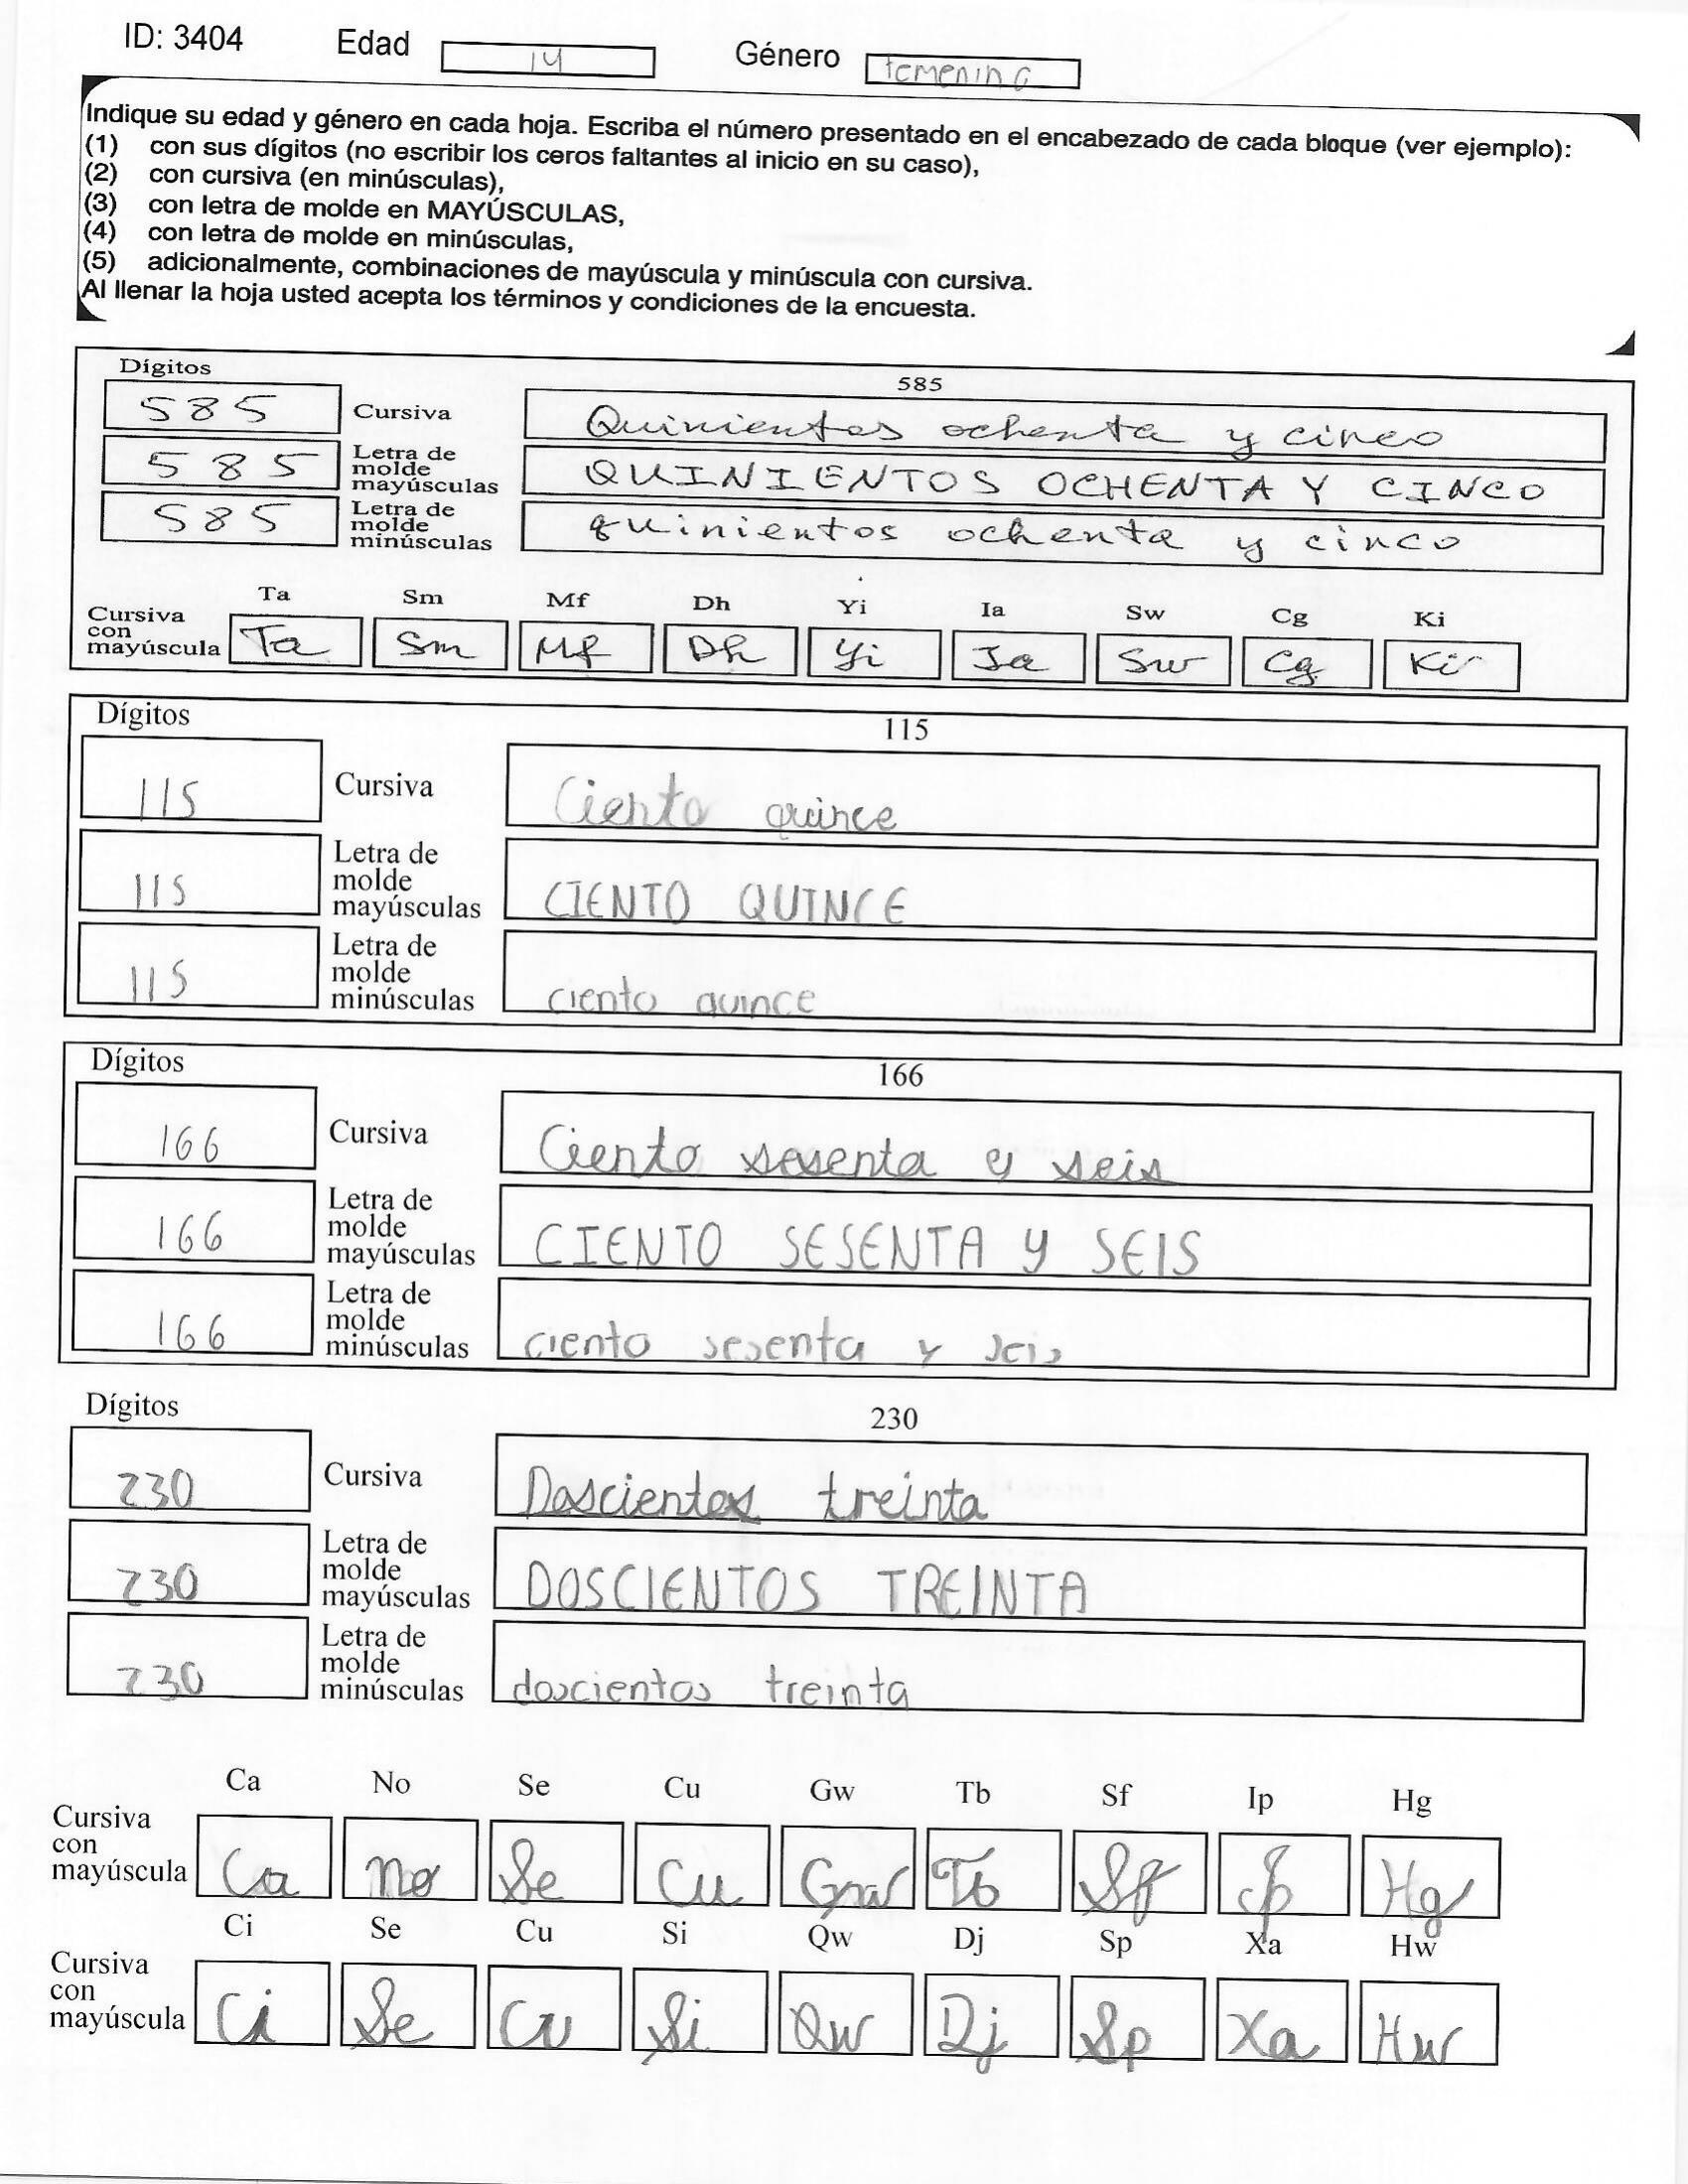 ID: 3404 Edad 14 Género femenino
Indique su edad y género en cada hoja. Escriba el número presentado en el encabezado de cada bloque (ver ejemplo):
(1) con sus dígitos (no escribir los ceros faltantes al inicio en su caso),
(2) con cursiva (en minúsculas),
(3) con letra de molde en MAYÚSCULAS,
(4) con letra de molde en minúsculas,
(5) adicionalmente, combinaciones de mayúscula y minúscula con cursiva.
Al llenar la hoja usted acepta los términos y condiciones de la encuesta.
Dígitos 585
585 Cursiva Quinientos ochenta y cinco
585 Letra de molde mayúsculas QUINIENTOS OCHENTA Y CINCO
585 Letra de molde minúsculas quinientos ochenta y cinco
Ta Sm Mf Dh Yi Ia Sw Cg Ki
Cursiva con mayúscula Ta Sm Mf Dh Yi Ia Sw Cg Ki
Dígitos 115
115 Cursiva Ciento quince
115 Letra de molde mayúsculas CIENTO QUINCE
115 Letra de molde minúsculas ciento quince
Dígitos 166
166 Cursiva Ciento sesenta y seis
166 Letra de molde mayúsculas CIENTO SESENTA Y SEIS
166 Letra de molde minúsculas ciento sesenta y seis
Dígitos 230
230 Cursiva Doscientos treinta
230 Letra de molde mayúsculas DOSCIENTOS TREINTA
230 Letra de molde minúsculas doscientos treinta
Ca No Se Cu Gw Tb Sf Ip Hg
Cursiva con mayúscula Ca No Se Cu Gw Tb Sf Ip Hg
Ci Se Cu Si Qw Dj Sp Xa Hw
Cursiva con mayúscula Ci Se Cu Si Qw Dj Sp Xa Hw